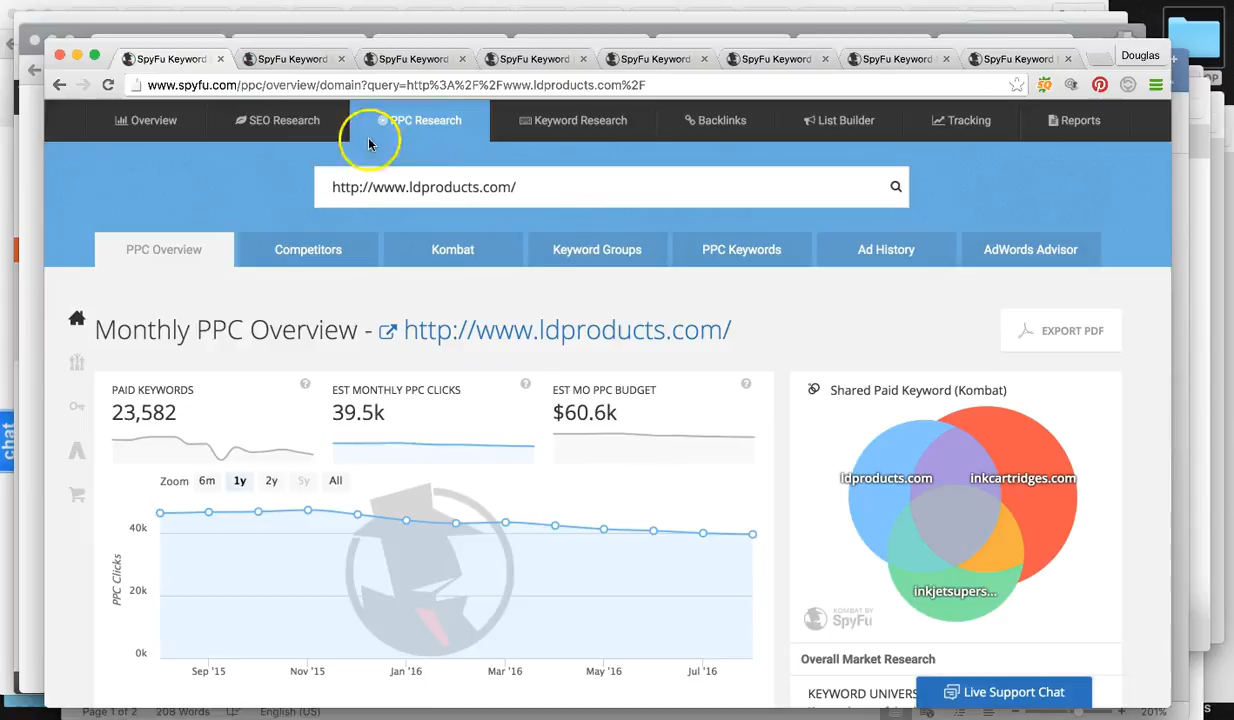 SpyFu Keyword
SpyFu Keyword
SpyFu Keyword
SpyFu Keyword
SpyFu Keyword
SpyFu Keyword
SpyFu Keyword
SpyFu Keyword
Douglas
www.spyfu.com/ppc/overview/domain?query=http%3A%2F%2Fwww.ldproducts.com%2F
Overview
SEO Research
PPC Research
Keyword Research
Backlinks
List Builder
Tracking
Reports
http://www.ldproducts.com/
PPC Overview
Competitors
Kombat
Keyword Groups
PPC Keywords
Ad History
AdWords Advisor
Monthly PPC Overview - http://www.ldproducts.com/
EXPORT PDF
PAID KEYWORDS
23,582
EST MONTHLY PPC CLICKS
39.5k
EST MO PPC BUDGET
$60.6k
Zoom 6m 1y 2y 5y All
PPC Clicks
40k
20k
0k
Sep '15 Nov '15 Jan '16 Mar '16 May '16 Jul '16
Shared Paid Keyword (Kombat)
ldproducts.com
inkcartridges.com
inkjetsupers...
KOMBAT BY
SpyFu
Overall Market Research
KEYWORD UNIVERS
Live Support Chat
chat
Page 1 of 2 208 Words English (US)
201%